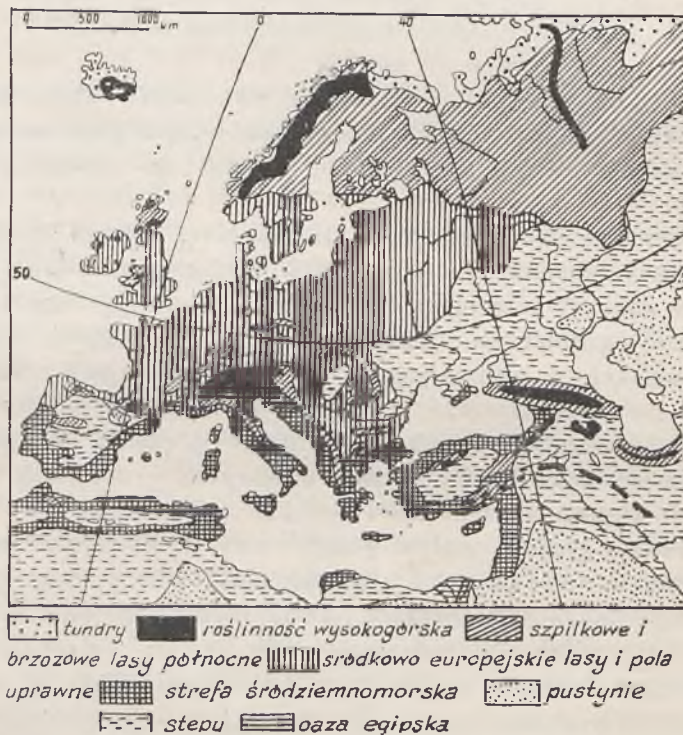 0 500 1000 km
0
40
50
tundry roślinność wysokogórska szpilkowe i
brzozowe lasy północne środkowo europejskie lasy i pola
uprawne strefa śródziemnomorska pustynie
stepy oaza egipska